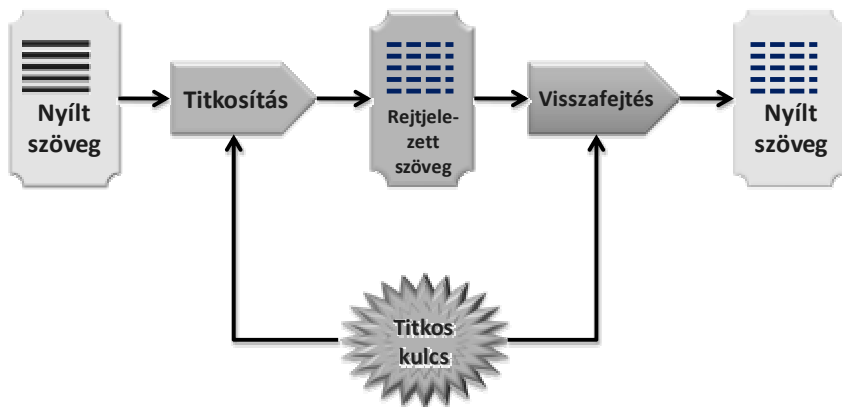 Nyílt
szöveg
Titkosítás
Rejtjele-
zett
szöveg
Visszafejtés
Nyílt
szöveg
Titkos
kulcs